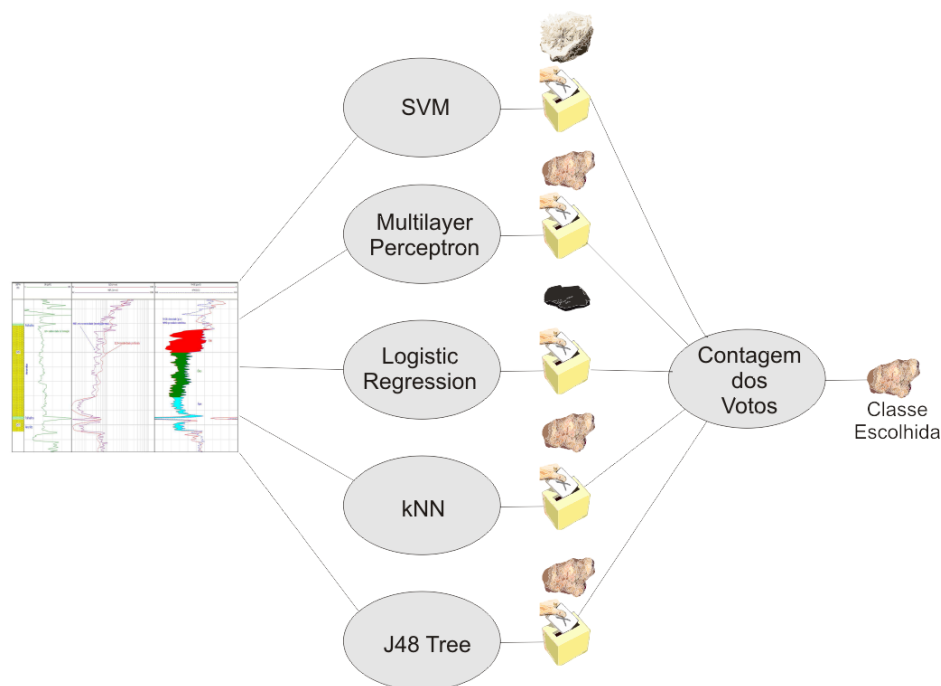 SVM
Multilayer
Perceptron
Logistic
Regression
kNN
J48 Tree
Contagem
dos
Votos
Classe
Escolhida